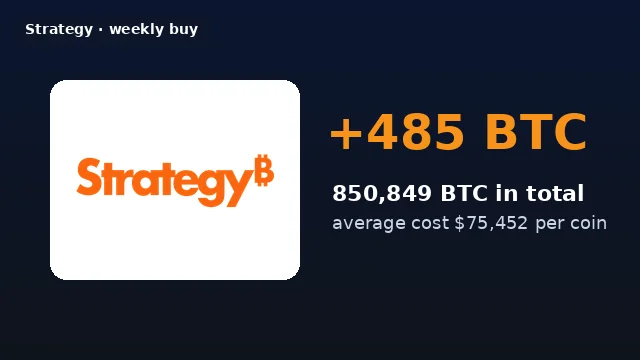 Strategy · weekly buy
Strategy₿
+485 BTC
850,849 BTC in total
average cost $75,452 per coin